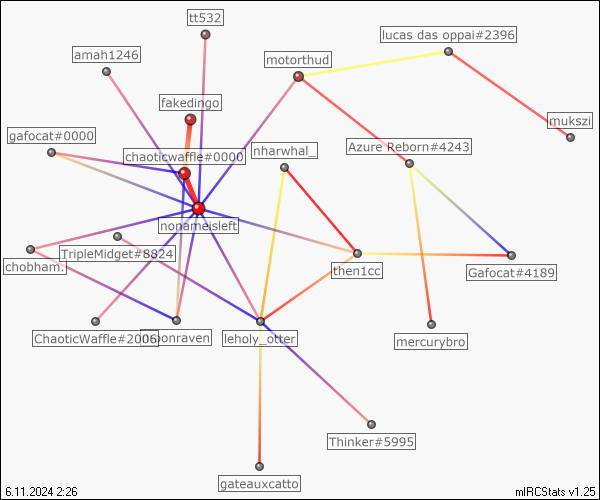 tt532
lucas das oppai#2396
amah1246
motorthud
fakedingo
mukszi
gafocat#0000
Azure Reborn#4243
nharwhal_
chaoticwaffle#0000
nonameisleft
TripleMidget#8824
chobham.
then1cc
Gafocat#4189
ChaoticWaffle#2006
leholy_otter
mercurybro
Thinker#5995
gateauxcatto
6.11.2024 2:26
mIRCStats v1.25